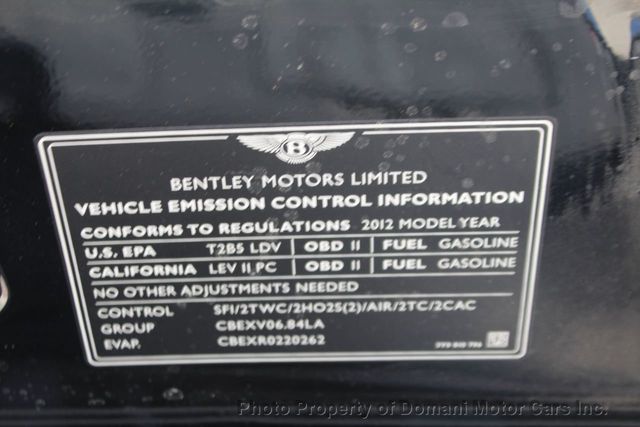 B
BENTLEY MOTORS LIMITED
VEHICLE EMISSION CONTROL INFORMATION
CONFORMS TO REGULATIONS 2012 MODEL YEAR
U.S. EPA T2B5 LDV OBD II FUEL GASOLINE
CALIFORNIA LEV II PC OBD II FUEL GASOLINE
NO OTHER ADJUSTMENTS NEEDED
CONTROL SFI/2TWC/2HO2S(2)/AIR/2TC/2CAC
GROUP CBEXV06.84LA
EVAP. CBEXR0220262
Photo Property of Domani Motor Cars Inc.